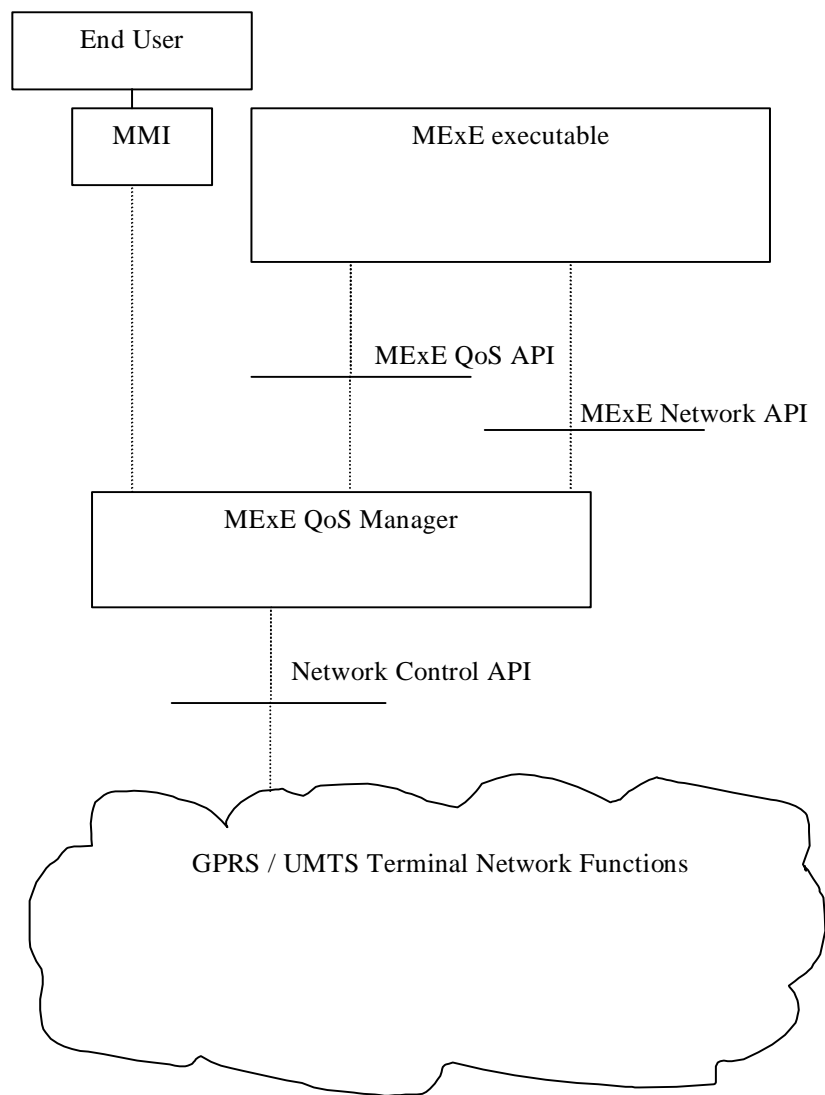 End User
MMI
MExE executable
MExE QoS API
MExE Network API
MExE QoS Manager
Network Control API
GPRS / UMTS Terminal Network Functions